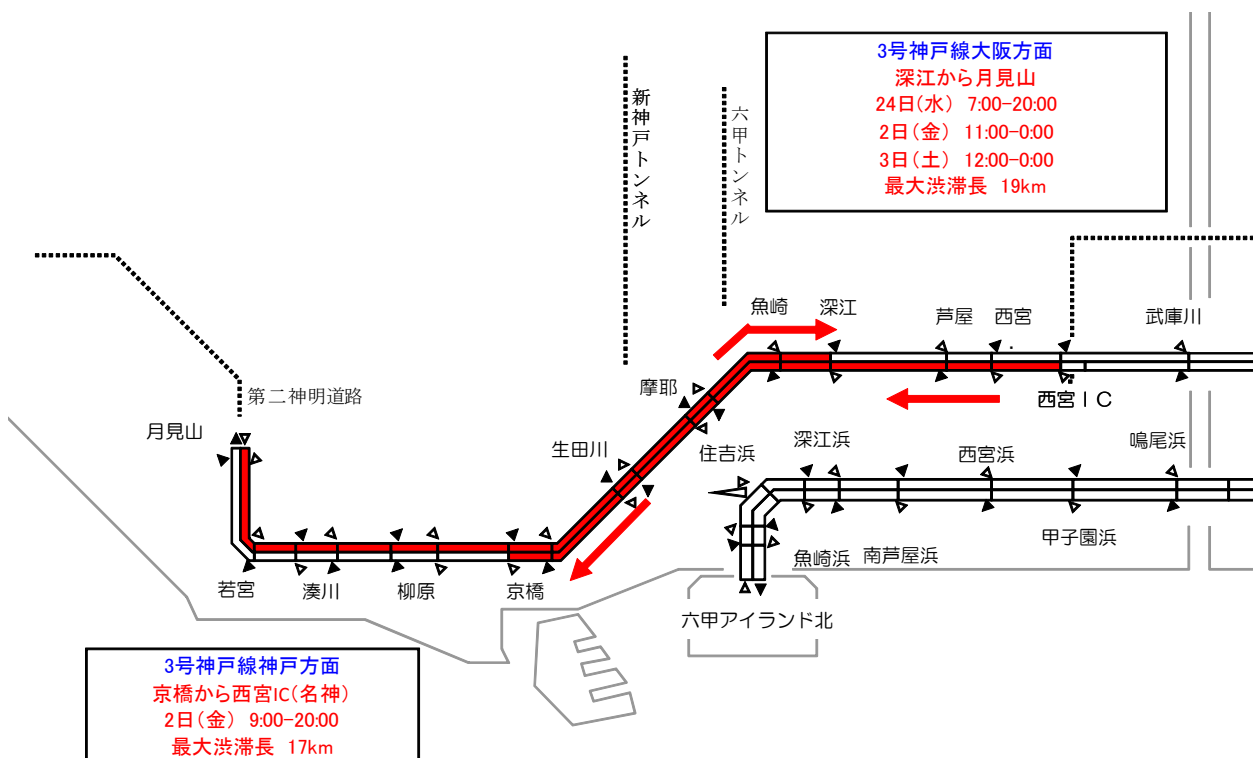 3号神戸線大阪方面
深江から月見山
24日(水) 7:00-20:00
2日(金) 11:00-0:00
3日(土) 12:00-0:00
最大渋滞長 19km
新神戸トンネル
六甲トンネル
魚崎
深江
芦屋
西宮
武庫川
西宮IC
摩耶
第二神明道路
月見山
生田川
住吉浜
深江浜
西宮浜
鳴尾浜
甲子園浜
魚崎浜
南芦屋浜
若宮
湊川
柳原
京橋
六甲アイランド北
3号神戸線神戸方面
京橋から西宮IC(名神)
2日(金) 9:00-20:00
最大渋滞長 17km